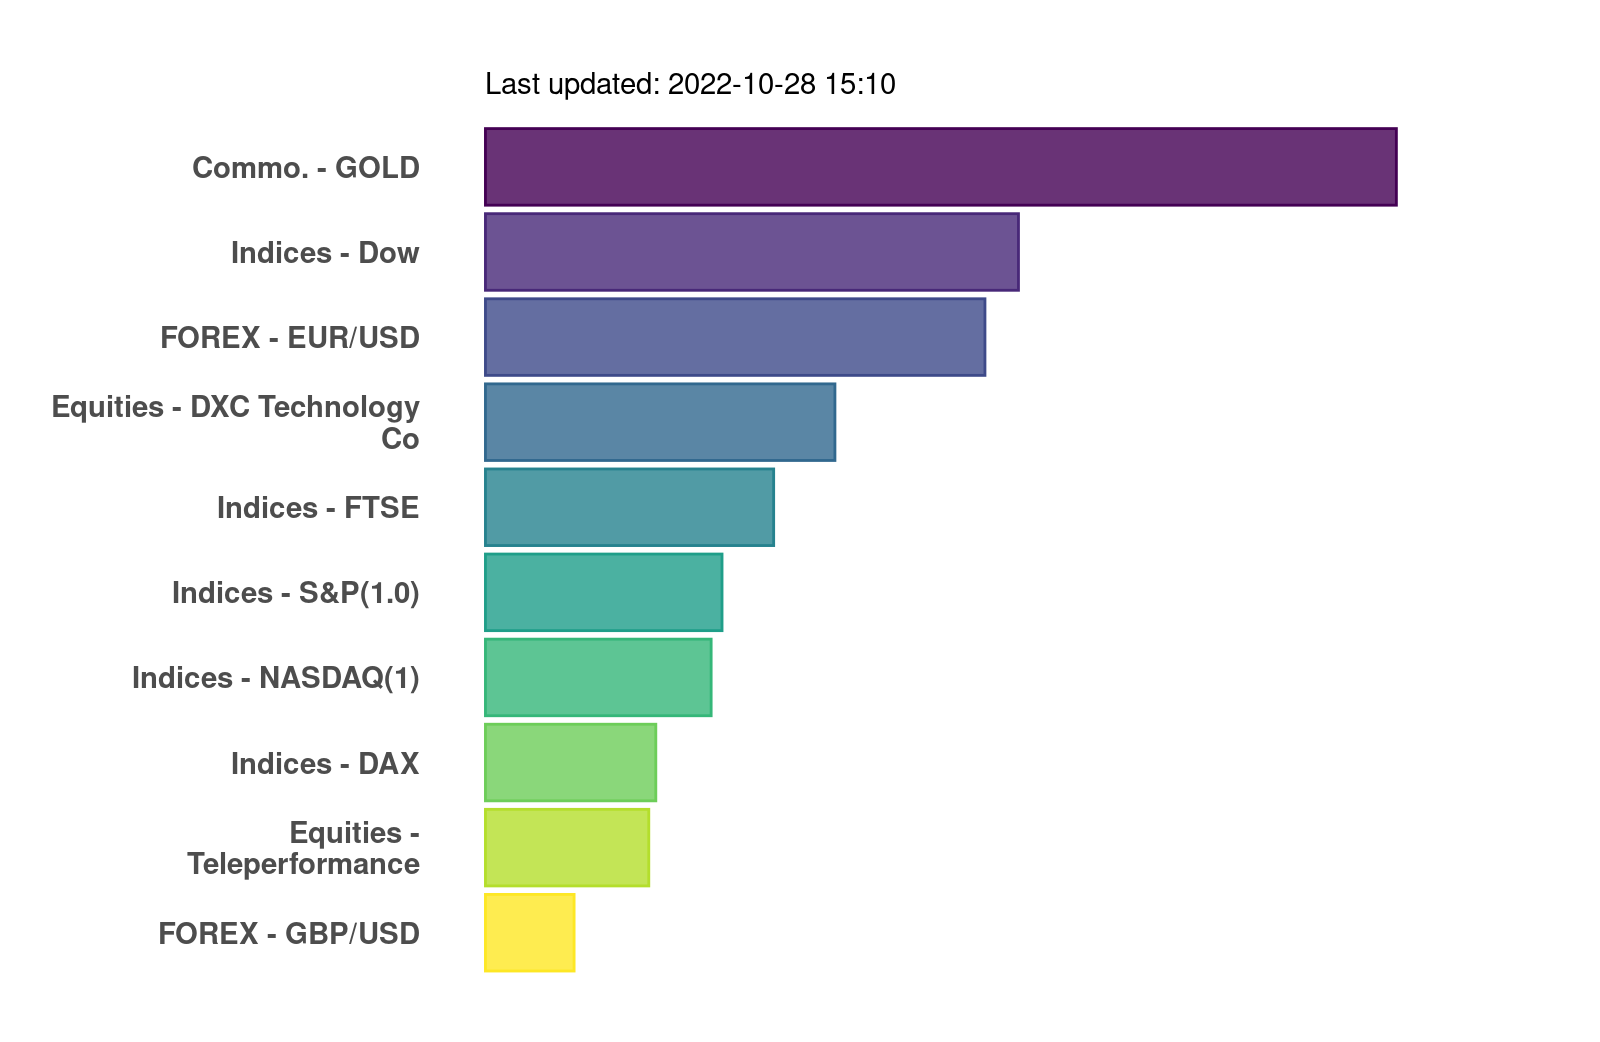 Last updated: 2022-10-28 15:10
Commo. - GOLD
Indices - Dow
FOREX - EUR/USD
Equities - DXC Technology
Co
Indices - FTSE
Indices - S&P(1.0)
Indices - NASDAQ(1)
Indices - DAX
Equities -
Teleperformance
FOREX - GBP/USD